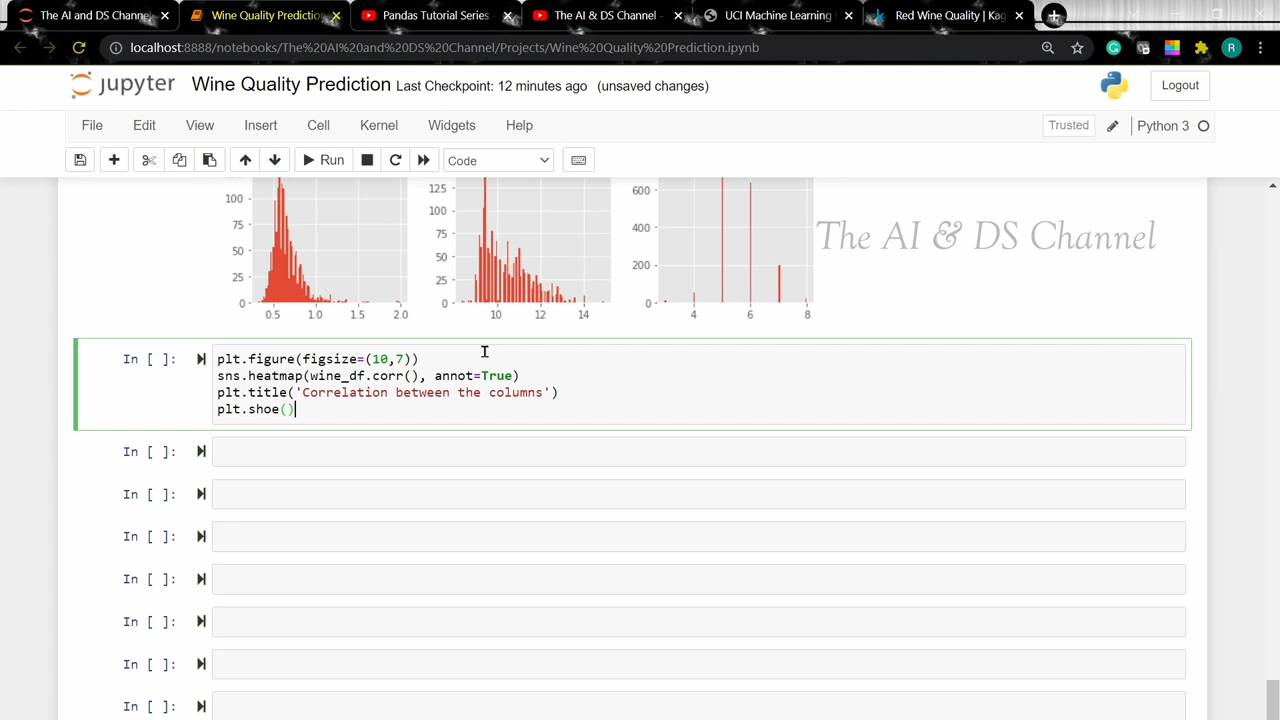 The AI and DS Channel
Wine Quality Predictio
Pandas Tutorial Series -
The AI & DS Channel -
UCI Machine Learning
Red Wine Quality | Kag
localhost:8888/notebooks/The%20AI%20and%20DS%20Channel/Projects/Wine%20Quality%20Prediction.ipynb
R
jupyter Wine Quality Prediction Last Checkpoint: 12 minutes ago (unsaved changes)
Logout
File Edit View Insert Cell Kernel Widgets Help
Trusted Python 3
Run Code
100 75 50 25 0
0.5 1.0 1.5 2.0
125 100 75 50 25 0
10 12 14
600 400 200 0
4 6 8
The AI & DS Channel
In [ ]:
plt.figure(figsize=(10,7))
sns.heatmap(wine_df.corr(), annot=True)
plt.title('Correlation between the columns')
plt.shoe()
In [ ]:
In [ ]:
In [ ]:
In [ ]:
In [ ]:
In [ ]:
In [ ]: